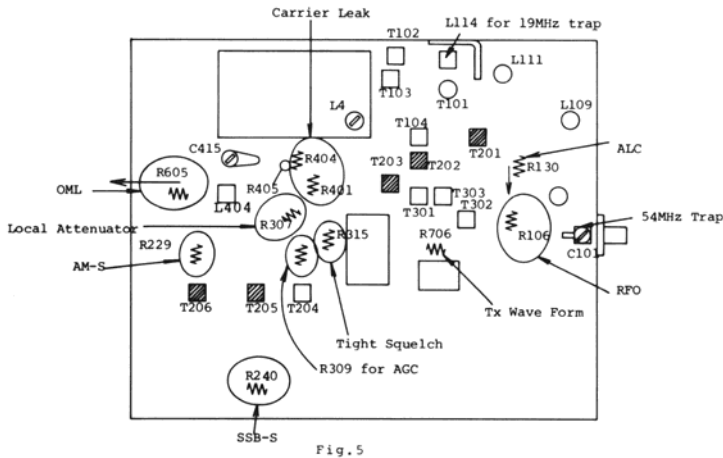 Carrier Leak
L114 for 19MHz trap
T102
L111
T103
T101
L4
L109
C415
T104
T201
ALC
R404
T203
T202
R130
R605
R405
R401
OML
L404
T301
T303
T302
54MHz Trap
R307
Local Attenuator
R315
R706
R106
R229
C101
AM-S
RFO
T206
T205
T204
Tx Wave Form
Tight Squelch
R309 for AGC
R240
SSB-S
Fig.5